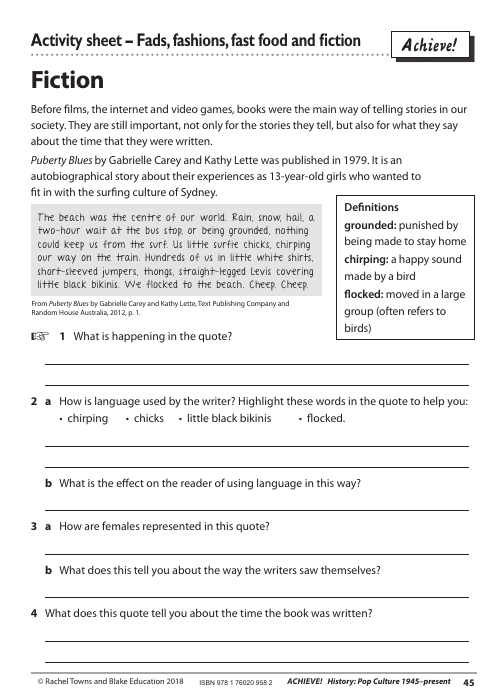 Activity sheet – Fads, fashions, fast food and fiction
Achieve!
Fiction
Before films, the internet and video games, books were the main way of telling stories in our
society. They are still important, not only for the stories they tell, but also for what they say
about the time that they were written.
Puberty Blues by Gabrielle Carey and Kathy Lette was published in 1979. It is an
autobiographical story about their experiences as 13-year-old girls who wanted to
fit in with the surfing culture of Sydney.
The beach was the centre of our world. Rain, snow, hail, a
two-hour wait at the bus stop, or being grounded, nothing
could keep us from the surf. Us little surfie chicks, chirping
our way on the train. Hundreds of us in little white shirts,
short-sleeved jumpers, thongs, straight-legged Levis covering
little black bikinis. We flocked to the beach. Cheep. Cheep.
From Puberty Blues by Gabrielle Carey and Kathy Lette, Text Publishing Company and
Random House Australia, 2012, p. 1.
Definitions
grounded: punished by
being made to stay home
chirping: a happy sound
made by a bird
flocked: moved in a large
group (often refers to
birds)
1 What is happening in the quote?
2 a How is language used by the writer? Highlight these words in the quote to help you:
• chirping • chicks • little black bikinis • flocked.
b What is the effect on the reader of using language in this way?
3 a How are females represented in this quote?
b What does this tell you about the way the writers saw themselves?
4 What does this quote tell you about the time the book was written?
© Rachel Towns and Blake Education 2018 ISBN 978 1 76020 958 2 ACHIEVE! History: Pop Culture 1945–present 45